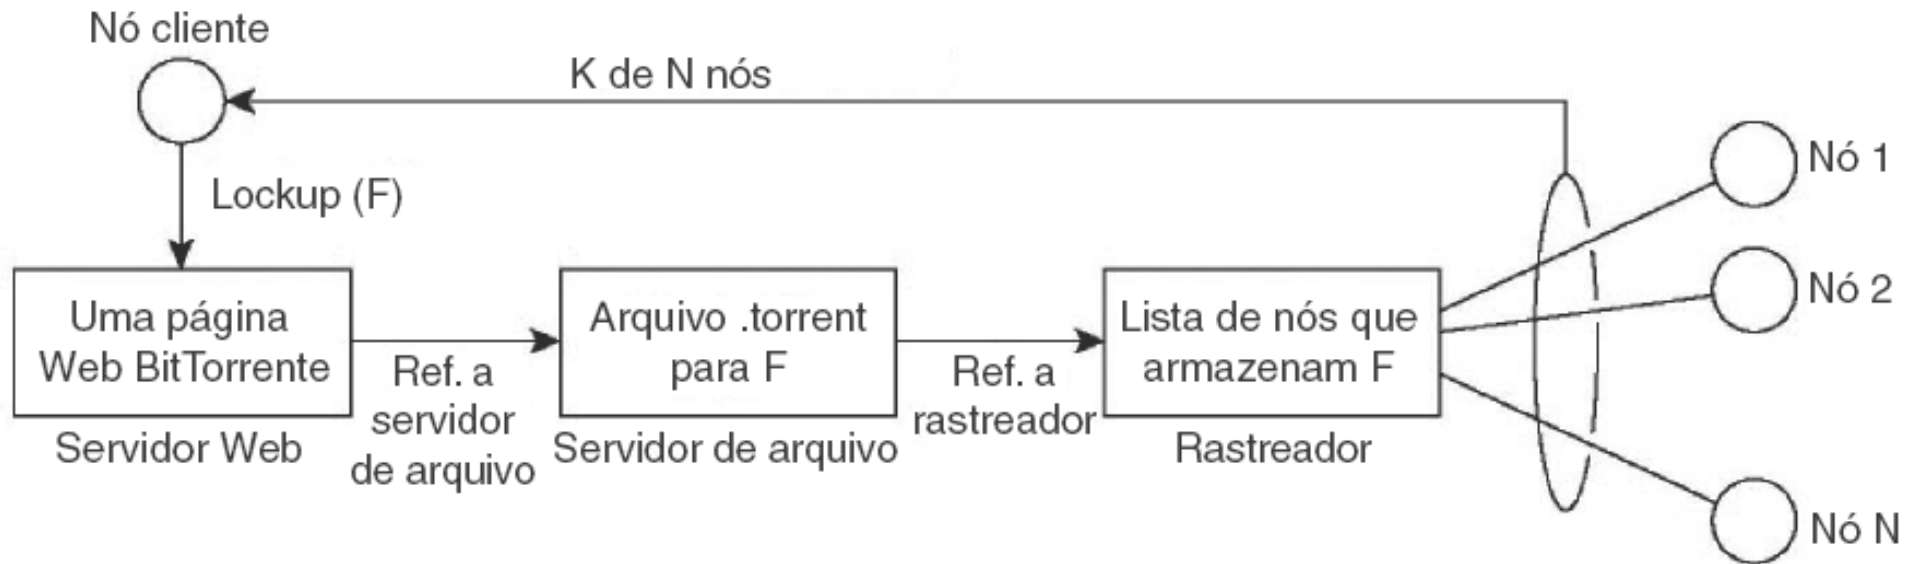 Nó cliente
K de N nós
Lockup (F)
Nó 1
Nó 2
Nó N
Uma página
Web BitTorrente
Servidor Web
Ref. a
servidor
de arquivo
Arquivo .torrent
para F
Servidor de arquivo
Ref. a
rastreador
Lista de nós que
armazenam F
Rastreador